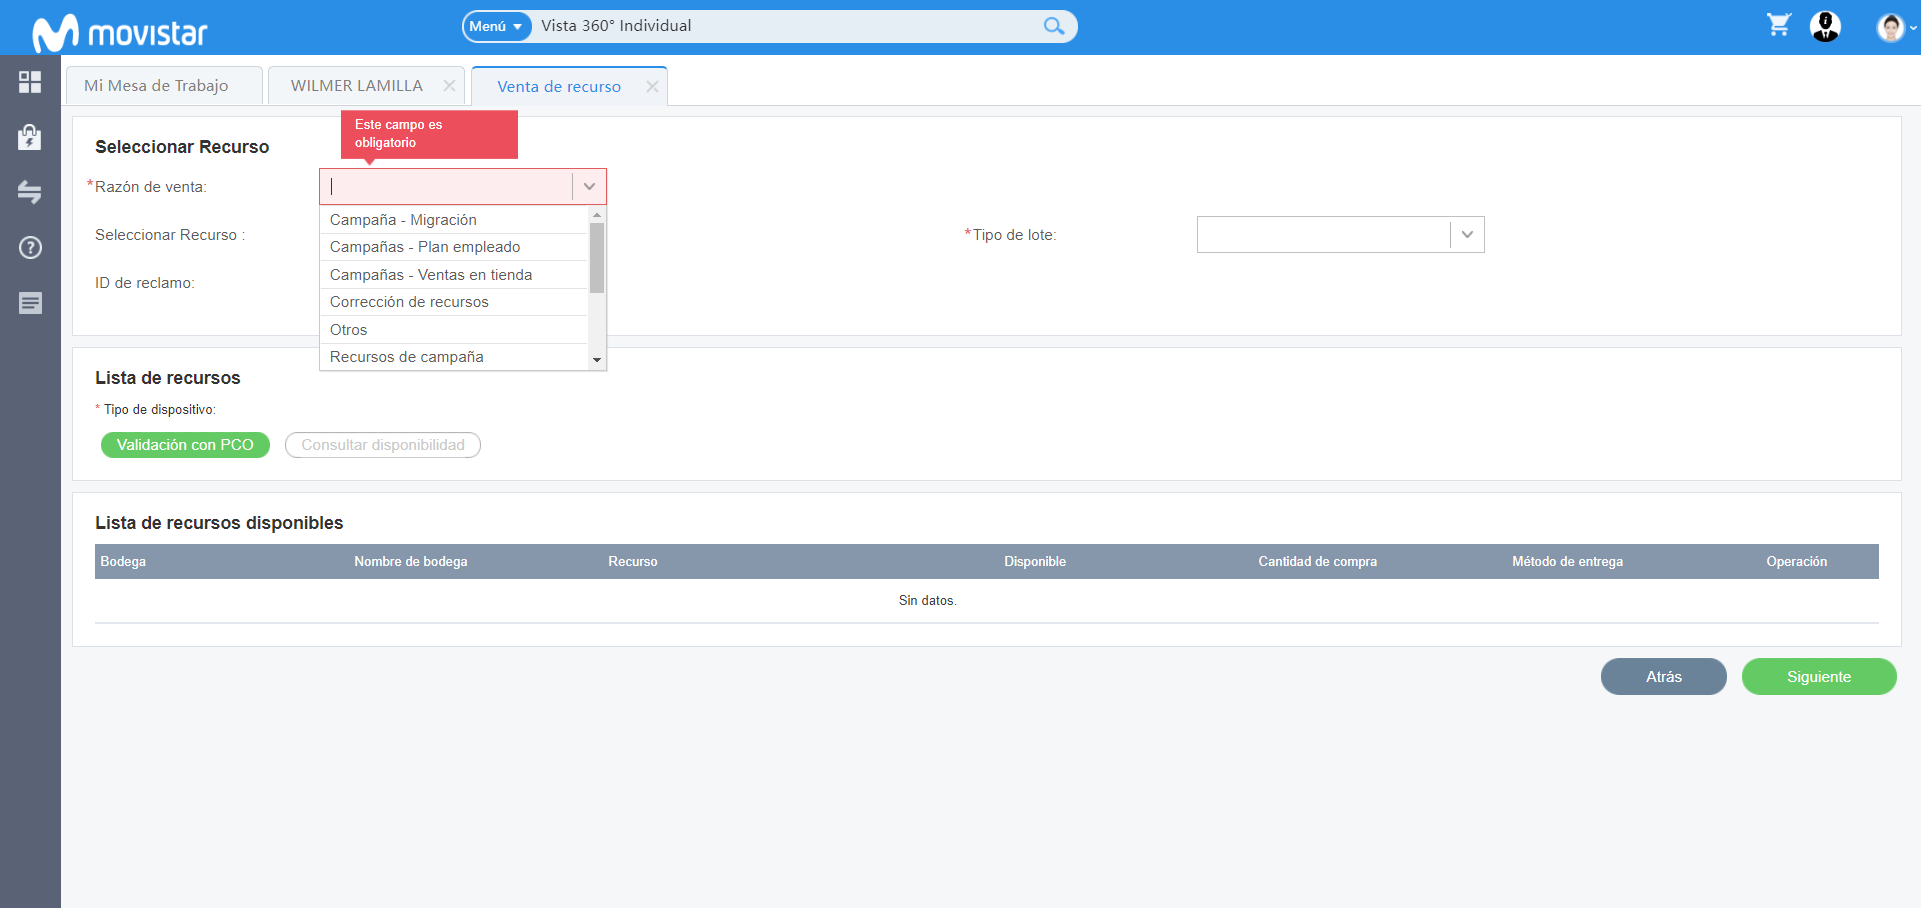 movistar
Menú
Vista 360° Individual
Mi Mesa de Trabajo
WILMER LAMILLA
Venta de recurso
Este campo es
obligatorio
Seleccionar Recurso
*Razón de venta:
Campaña - Migración
Campañas - Plan empleado
Campañas - Ventas en tienda
Corrección de recursos
Otros
Recursos de campaña
Seleccionar Recurso :
*Tipo de lote:
ID de reclamo:
Lista de recursos
* Tipo de dispositivo:
Validación con PCO
Consultar disponibilidad
Lista de recursos disponibles
Bodega Nombre de bodega Recurso Disponible Cantidad de compra Método de entrega Operación
Sin datos.
Atrás
Siguiente